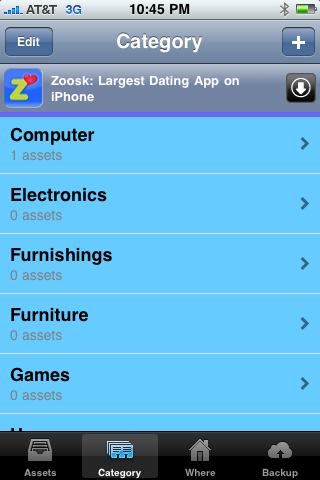 AT&T 3G 10:45 PM
Edit Category +
Zoosk: Largest Dating App on
iPhone
Computer
1 assets
Electronics
0 assets
Furnishings
0 assets
Furniture
0 assets
Games
0 assets
Assets Category Where Backup